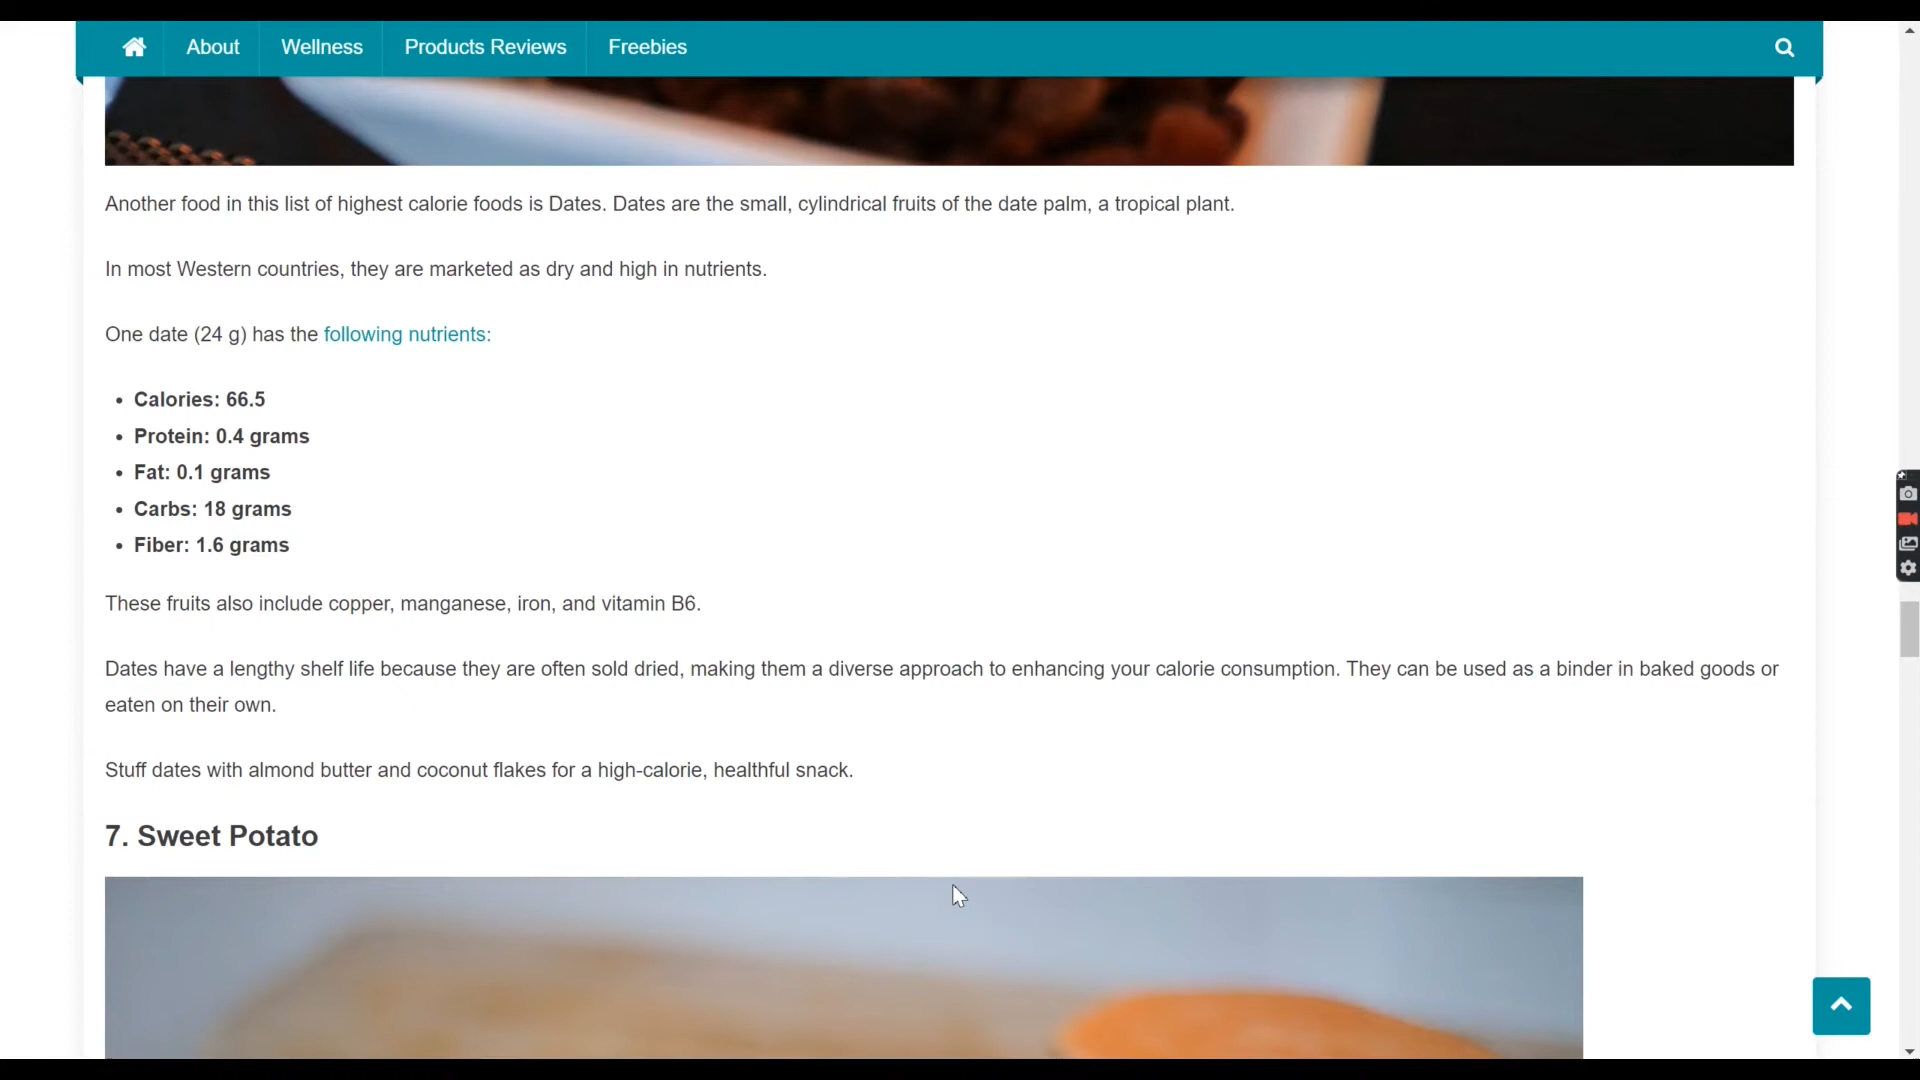 About Wellness Products Reviews Freebies
Another food in this list of highest calorie foods is Dates. Dates are the small, cylindrical fruits of the date palm, a tropical plant.
In most Western countries, they are marketed as dry and high in nutrients.
One date (24 g) has the following nutrients:
• Calories: 66.5
• Protein: 0.4 grams
• Fat: 0.1 grams
• Carbs: 18 grams
• Fiber: 1.6 grams
These fruits also include copper, manganese, iron, and vitamin B6.
Dates have a lengthy shelf life because they are often sold dried, making them a diverse approach to enhancing your calorie consumption. They can be used as a binder in baked goods or
eaten on their own.
Stuff dates with almond butter and coconut flakes for a high-calorie, healthful snack.
7. Sweet Potato